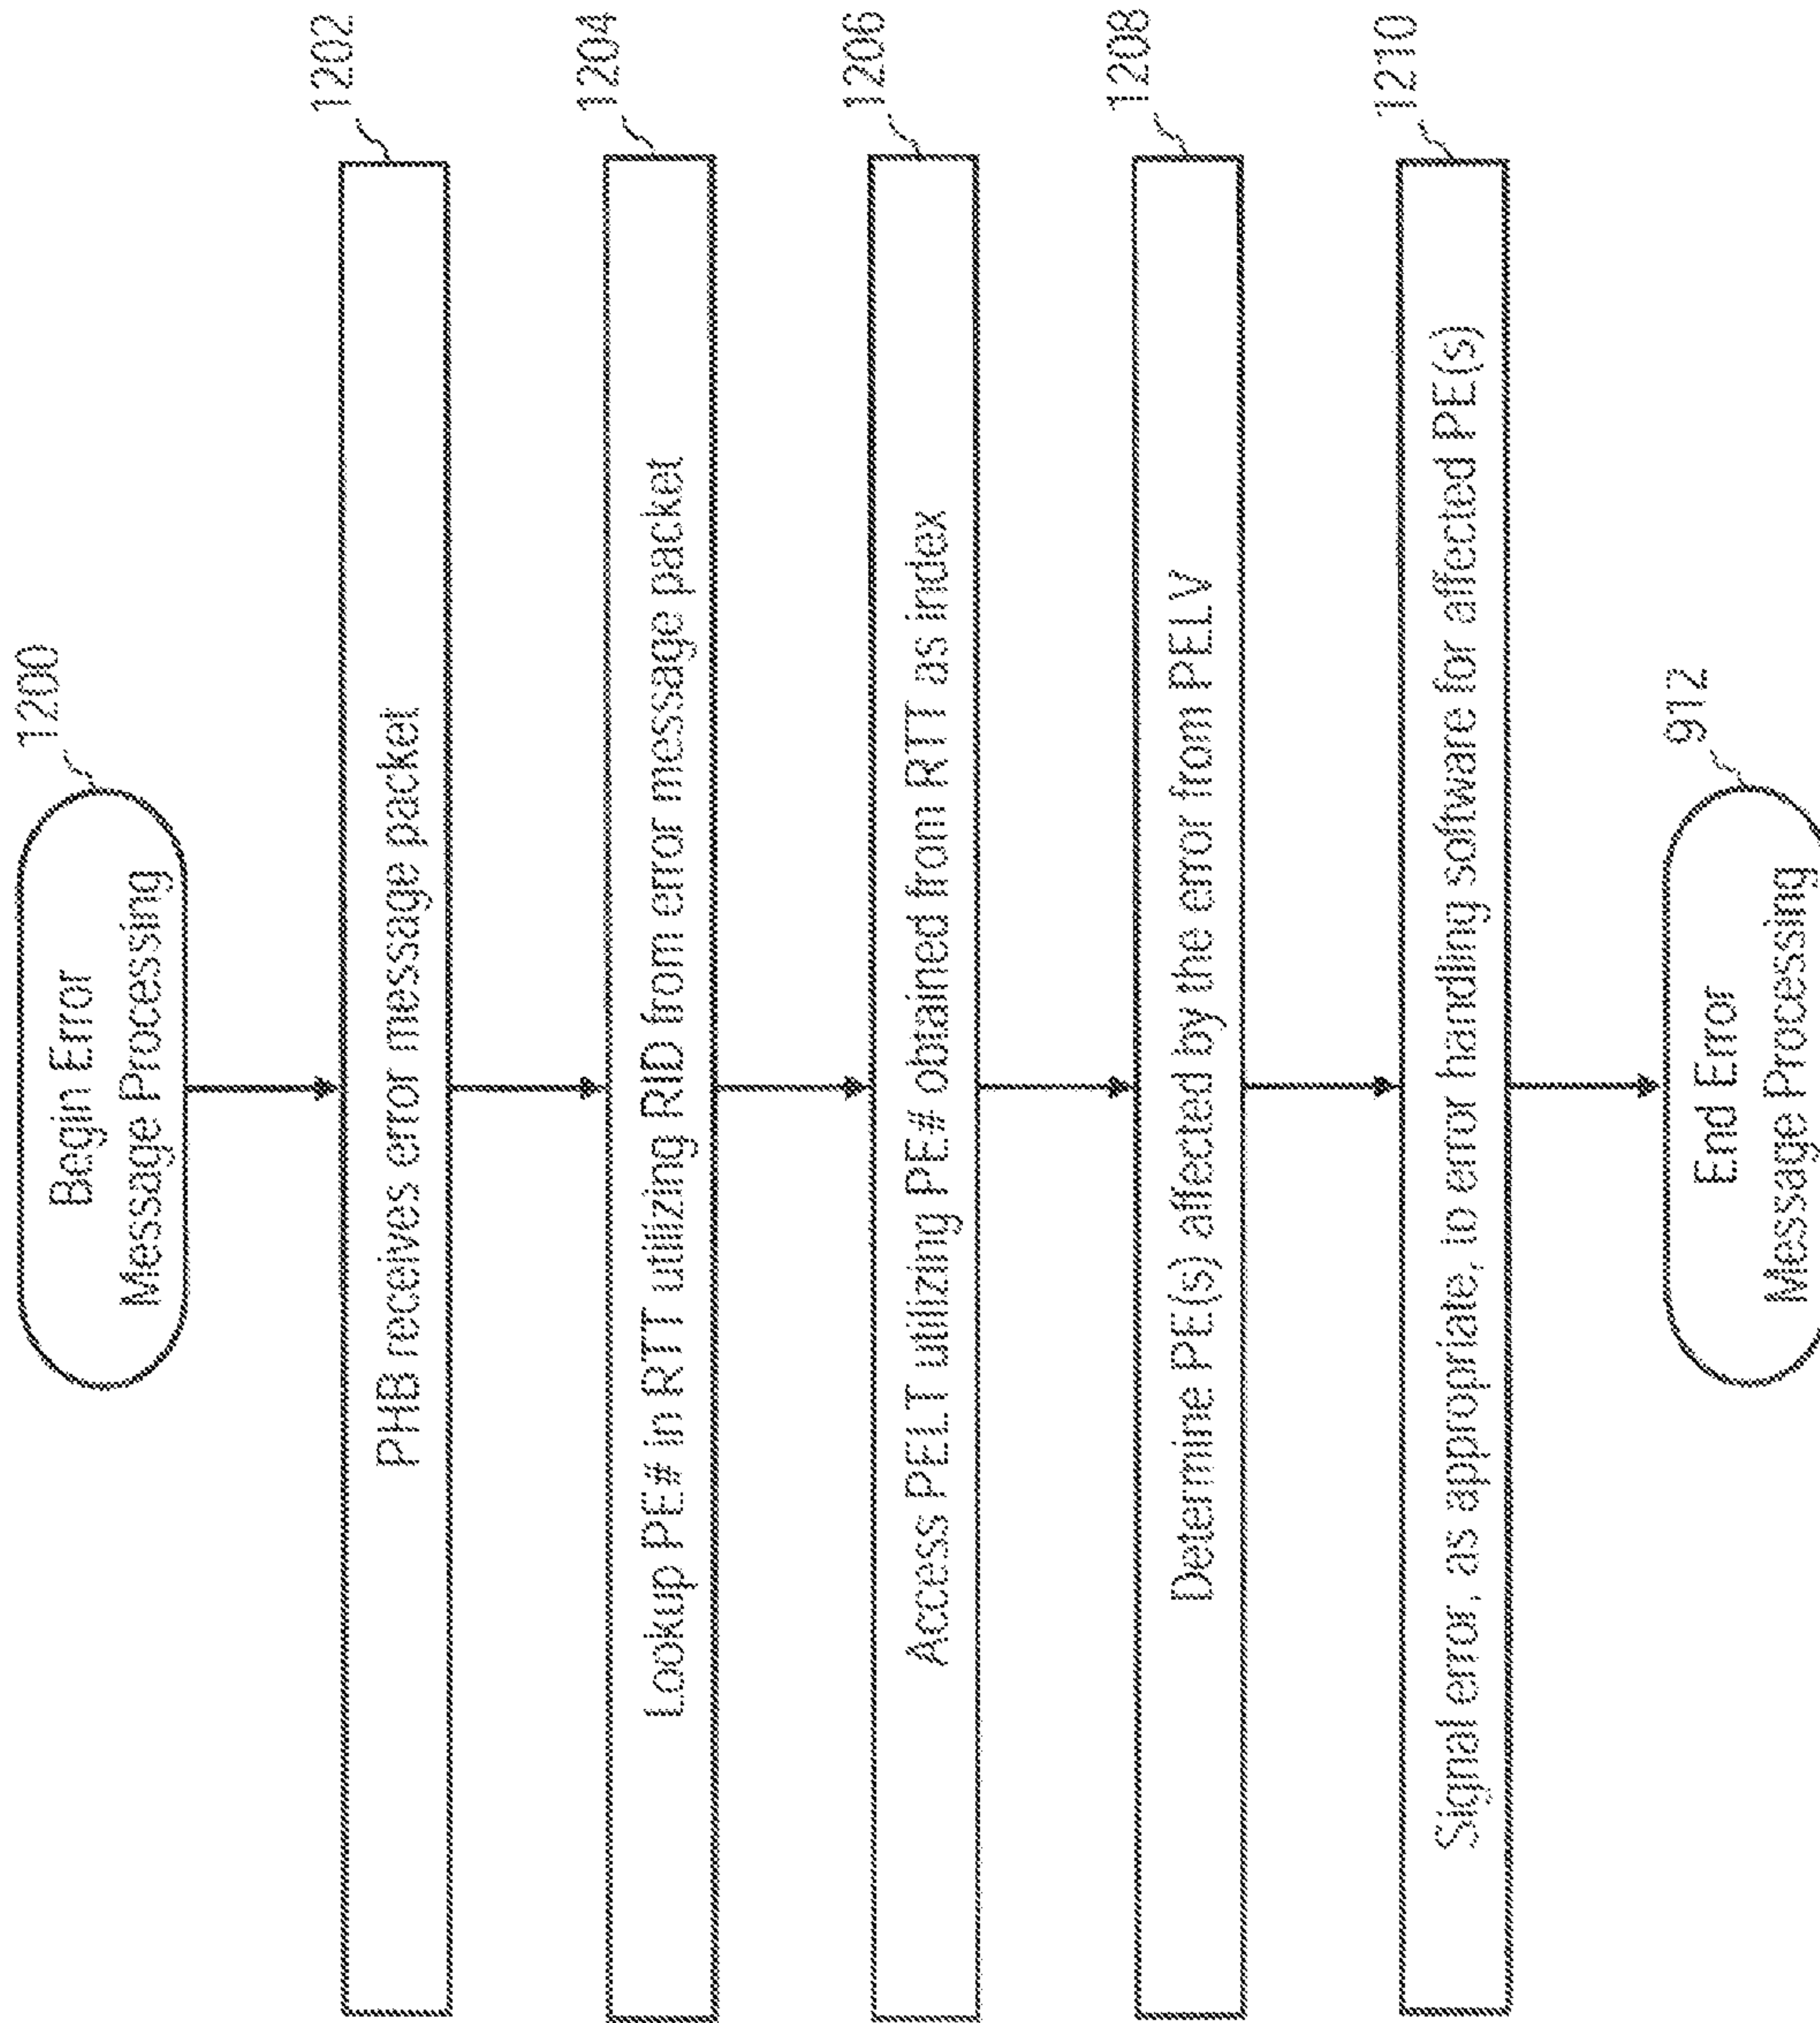 Begin Error
Message Processing
1200
PHB receives error message packet
1202
Lookup PE# in RTT utilizing RID from error message packet
1204
Access PELT utilizing PE# obtained from RTT as index
1206
Determine PE(s) affected by the error from PELV
1208
Signal error, as appropriate, to error handling software for affected PE(s)
1210
End Error
Message Processing
912